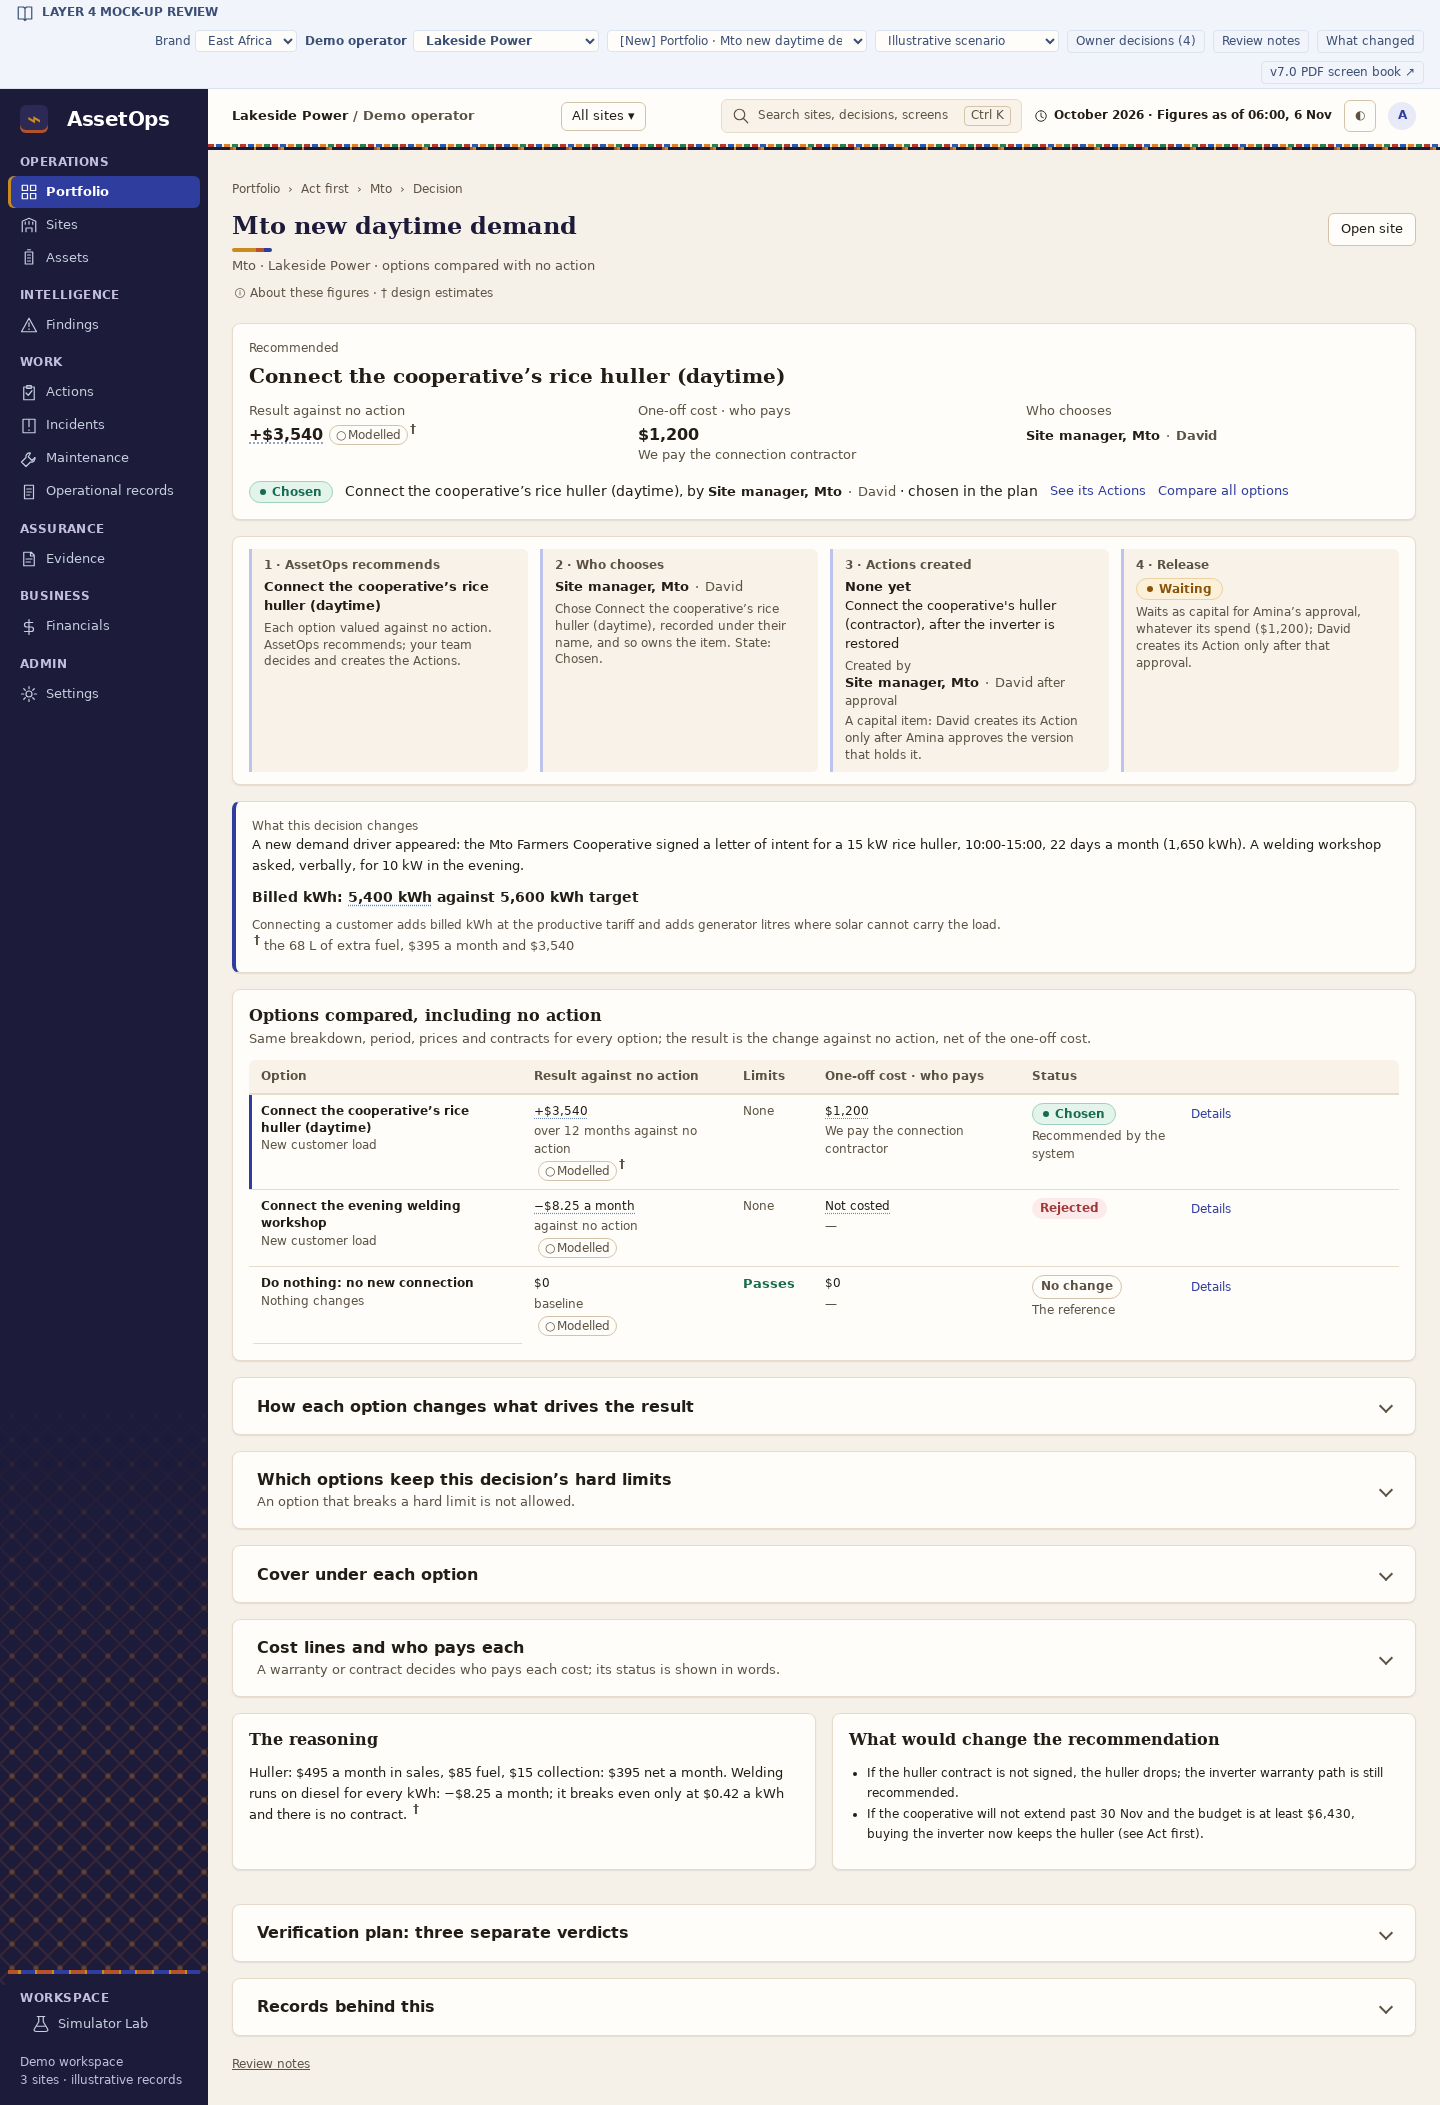 LAYER 4 MOCK-UP REVIEW
Brand East Africa Demo operator Lakeside Power [New] Portfolio · Mto new daytime de Illustrative scenario Owner decisions (4) Review notes What changed
v7.0 PDF screen book ↗
AssetOps
OPERATIONS
Portfolio
Sites
Assets
INTELLIGENCE
Findings
WORK
Actions
Incidents
Maintenance
Operational records
ASSURANCE
Evidence
BUSINESS
Financials
ADMIN
Settings
WORKSPACE
Simulator Lab
Demo workspace
3 sites · illustrative records
Lakeside Power / Demo operator All sites ▾ Search sites, decisions, screens Ctrl K October 2026 · Figures as of 06:00, 6 Nov A
Portfolio › Act first › Mto › Decision
Mto new daytime demand
Open site
Mto · Lakeside Power · options compared with no action
About these figures · † design estimates
Recommended
Connect the cooperative’s rice huller (daytime)
Result against no action
+$3,540 Modelled †
One-off cost · who pays
$1,200
We pay the connection contractor
Who chooses
Site manager, Mto · David
Chosen Connect the cooperative’s rice huller (daytime), by Site manager, Mto · David · chosen in the plan See its Actions Compare all options
1 · AssetOps recommends
Connect the cooperative’s rice
huller (daytime)
Each option valued against no action.
AssetOps recommends; your team
decides and creates the Actions.
2 · Who chooses
Site manager, Mto · David
Chose Connect the cooperative’s rice
huller (daytime), recorded under their
name, and so owns the item. State:
Chosen.
3 · Actions created
None yet
Connect the cooperative's huller
(contractor), after the inverter is
restored
Created by
Site manager, Mto · David after
approval
A capital item: David creates its Action
only after Amina approves the version
that holds it.
4 · Release
Waiting
Waits as capital for Amina’s approval,
whatever its spend ($1,200); David
creates its Action only after that
approval.
What this decision changes
A new demand driver appeared: the Mto Farmers Cooperative signed a letter of intent for a 15 kW rice huller, 10:00-15:00, 22 days a month (1,650 kWh). A welding workshop
asked, verbally, for 10 kW in the evening.
Billed kWh: 5,400 kWh against 5,600 kWh target
Connecting a customer adds billed kWh at the productive tariff and adds generator litres where solar cannot carry the load.
† the 68 L of extra fuel, $395 a month and $3,540
Options compared, including no action
Same breakdown, period, prices and contracts for every option; the result is the change against no action, net of the one-off cost.
Option Result against no action Limits One-off cost · who pays Status
Connect the cooperative’s rice
huller (daytime)
New customer load
+$3,540
over 12 months against no
action
Modelled †
None
$1,200
We pay the connection
contractor
Chosen
Recommended by the
system
Details
Connect the evening welding
workshop
New customer load
−$8.25 a month
against no action
Modelled
None
Not costed
—
Rejected
Details
Do nothing: no new connection
Nothing changes
$0
baseline
Modelled
Passes
$0
—
No change
The reference
Details
How each option changes what drives the result
Which options keep this decision’s hard limits
An option that breaks a hard limit is not allowed.
Cover under each option
Cost lines and who pays each
A warranty or contract decides who pays each cost; its status is shown in words.
The reasoning
Huller: $495 a month in sales, $85 fuel, $15 collection: $395 net a month. Welding
runs on diesel for every kWh: −$8.25 a month; it breaks even only at $0.42 a kWh
and there is no contract. †
What would change the recommendation
• If the huller contract is not signed, the huller drops; the inverter warranty path is still
recommended.
• If the cooperative will not extend past 30 Nov and the budget is at least $6,430,
buying the inverter now keeps the huller (see Act first).
Verification plan: three separate verdicts
Records behind this
Review notes